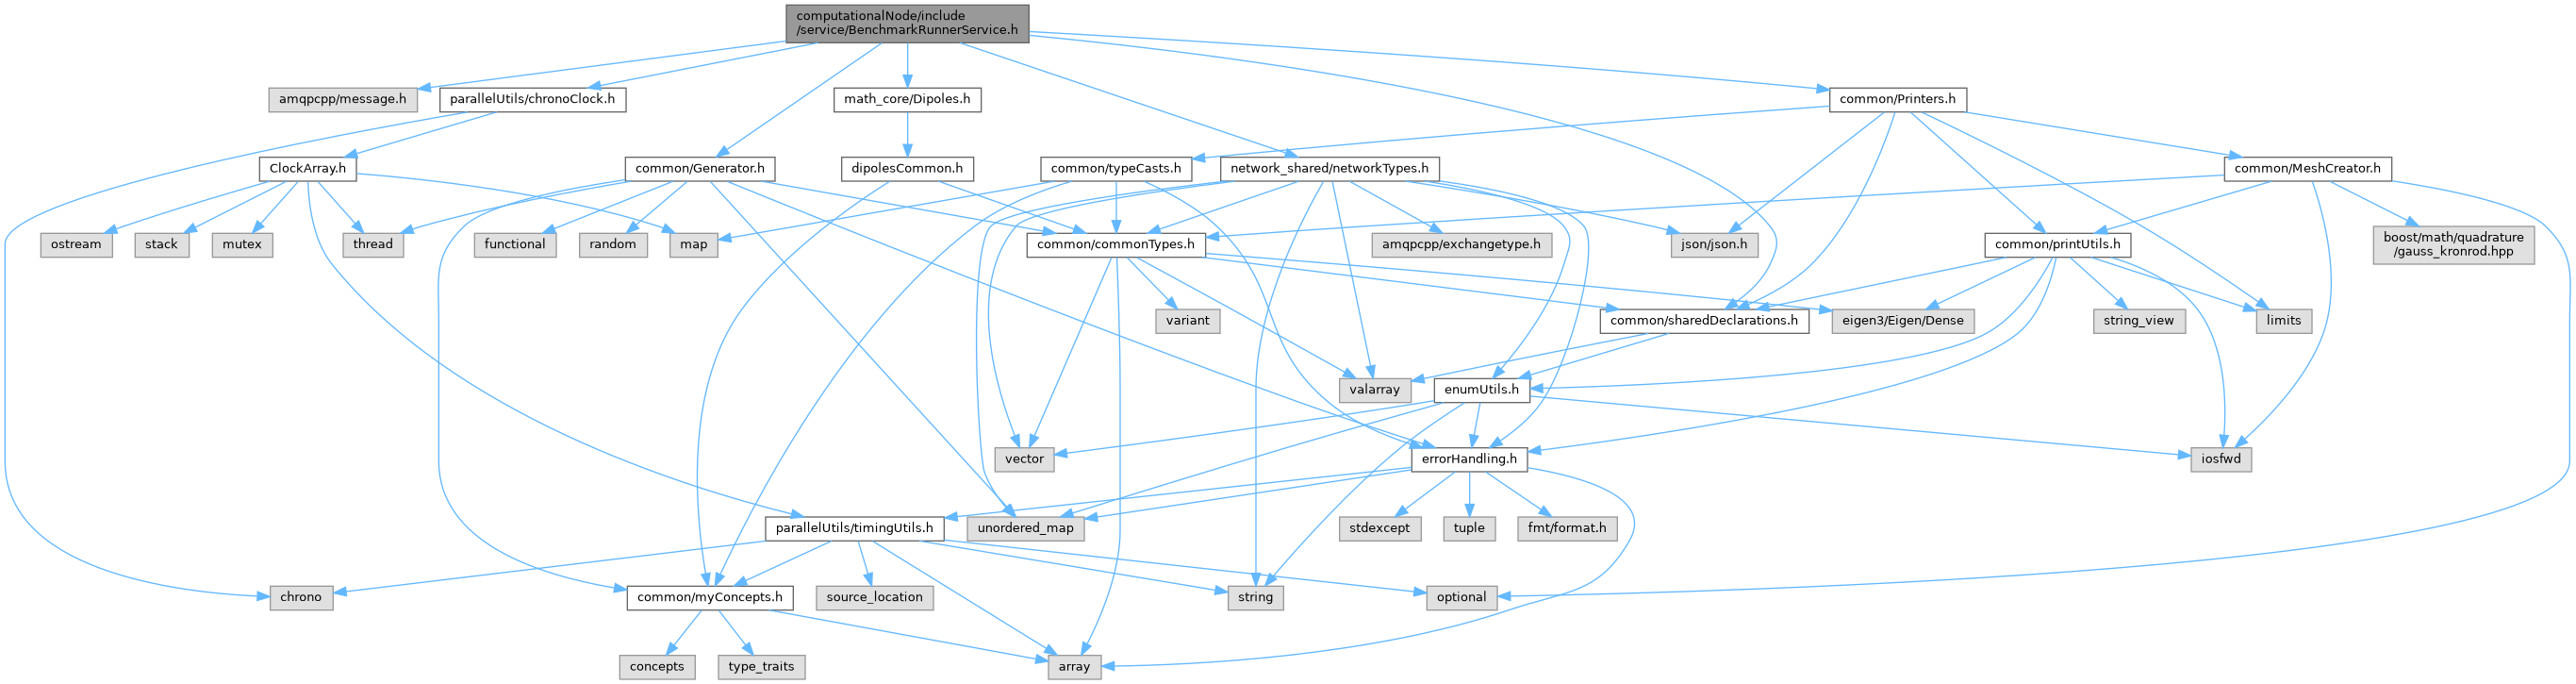 computationalNode/include
/service/BenchmarkRunnerService.h
amqpcpp/message.h
parallelUtils/chronoClock.h
math_core/Dipoles.h
common/Printers.h
ClockArray.h
common/Generator.h
dipolesCommon.h
common/typeCasts.h
network_shared/networkTypes.h
common/MeshCreator.h
ostream
stack
mutex
thread
functional
random
map
common/commonTypes.h
amqpcpp/exchangetype.h
json/json.h
common/printUtils.h
boost/math/quadrature
/gauss_kronrod.hpp
variant
common/sharedDeclarations.h
eigen3/Eigen/Dense
string_view
limits
valarray
enumUtils.h
vector
errorHandling.h
iosfwd
parallelUtils/timingUtils.h
unordered_map
stdexcept
tuple
fmt/format.h
chrono
common/myConcepts.h
source_location
string
optional
concepts
type_traits
array